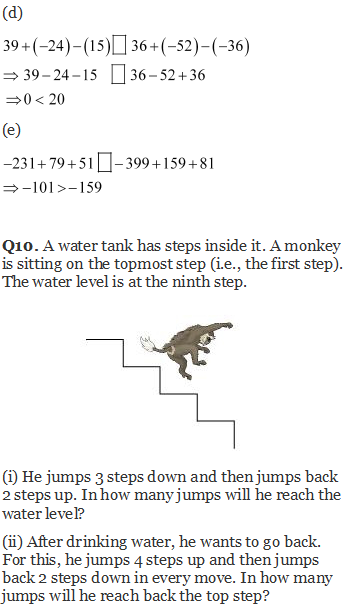 (d)
39+(−24)−(15)□36+(−52)−(−36)
⇒39−24−15 □36−52+36
⇒0<20
(e)
−231+79+51□−399+159+81
⇒−101>−159
Q10. A water tank has steps inside it. A monkey
is sitting on the topmost step (i.e., the first step).
The water level is at the ninth step.
(i) He jumps 3 steps down and then jumps back
2 steps up. In how many jumps will he reach the
water level?
(ii) After drinking water, he wants to go back.
For this, he jumps 4 steps up and then jumps
back 2 steps down in every move. In how many
jumps will he reach back the top step?